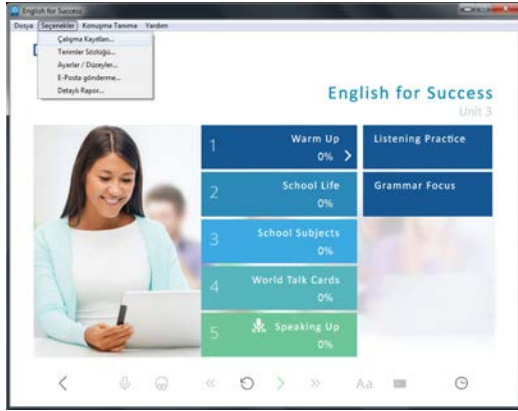 English for Success
Dosya Seçenekler Konuşma Tanıma Yardım
Çalışma Kayıtları...
Terimler Sözlüğü...
Ayarlar / Düzeyler...
E-Posta gönderme...
Detaylı Rapor...
English for Success
Unit 3
1 Warm Up
0%
2 School Life
0%
3 School Subjects
0%
4 World Talk Cards
0%
5 Speaking Up
0%
Listening Practice
Grammar Focus
Aa